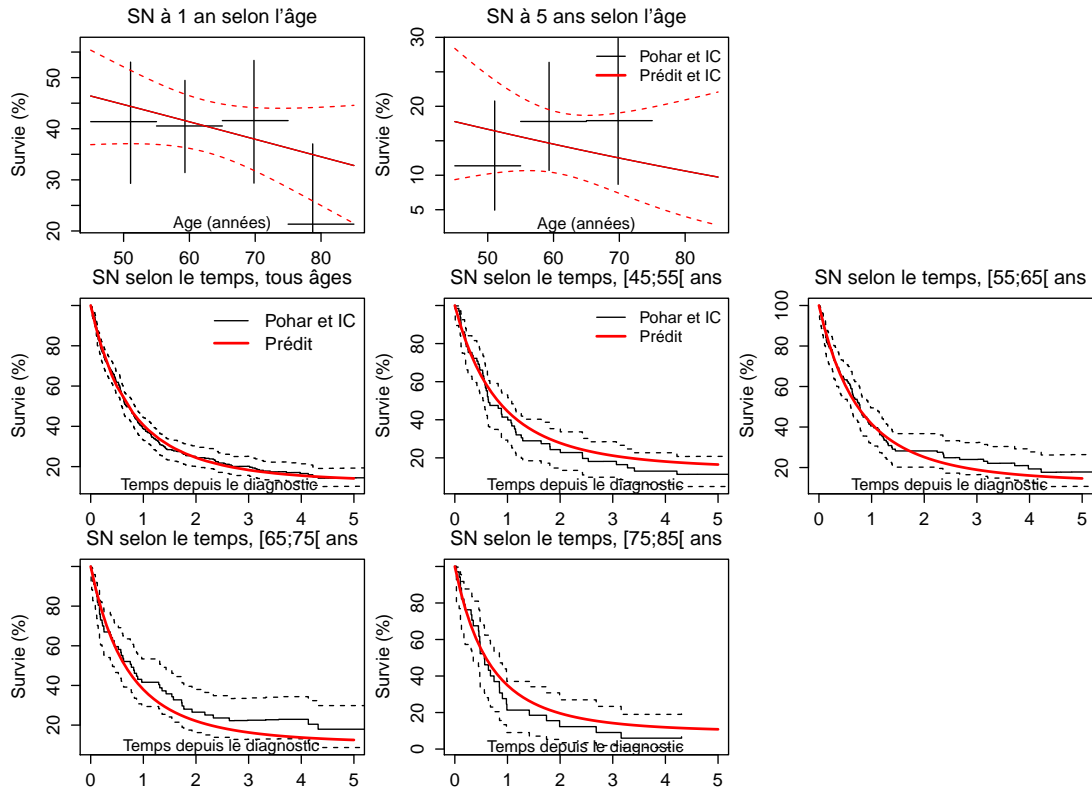 SN à 1 an selon l'âge
Survie (%)
50
40
30
20
Age (années)
50 60 70 80
SN à 5 ans selon l'âge
Survie (%)
30
20
10
5
Pohar et IC
Prédit et IC
Age (années)
50 60 70 80
SN selon le temps, tous âges
Survie (%)
80
60
40
20
Pohar et IC
Prédit
Temps depuis le diagnostic
0 1 2 3 4 5
SN selon le temps, [45;55[ ans
Survie (%)
80
60
40
20
Pohar et IC
Prédit
Temps depuis le diagnostic
0 1 2 3 4 5
SN selon le temps, [55;65[ ans
Survie (%)
100
80
60
40
20
Temps depuis le diagnostic
0 1 2 3 4 5
SN selon le temps, [65;75[ ans
Survie (%)
80
60
40
20
Temps depuis le diagnostic
0 1 2 3 4 5
SN selon le temps, [75;85[ ans
Survie (%)
80
60
40
20
0
Temps depuis le diagnostic
0 1 2 3 4 5